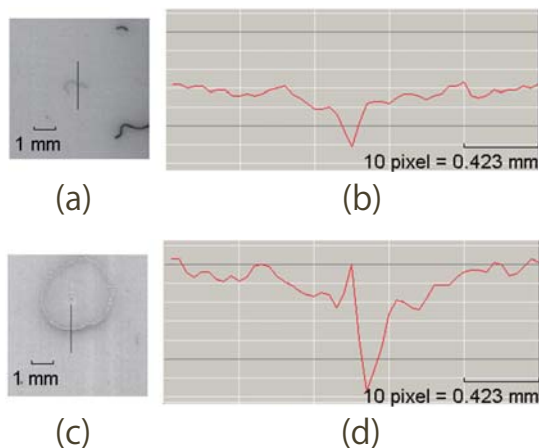 1 mm
10 pixel = 0.423 mm
(a)
(b)
1 mm
10 pixel = 0.423 mm
(c)
(d)